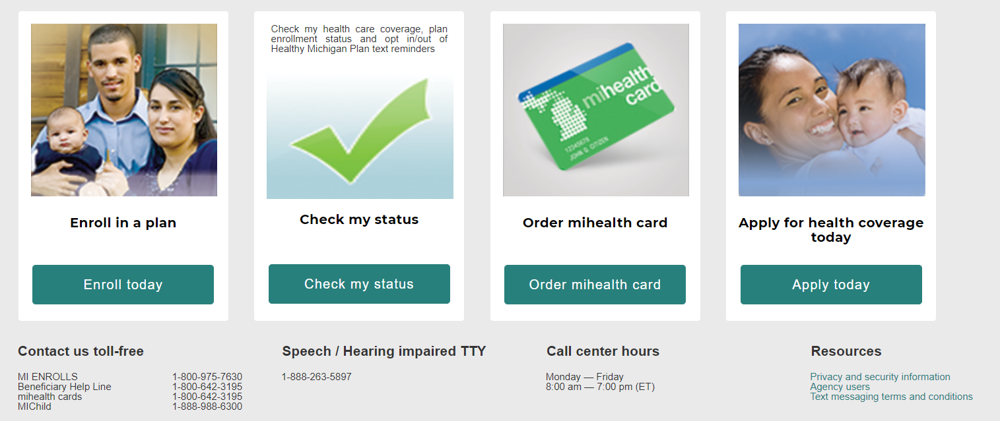 Check my health care coverage, plan
enrollment status and opt in/out of
Healthy Michigan Plan text reminders
mihealth
card
12345678
JOHN Q. CITIZEN
Enroll in a plan
Check my status
Order mihealth card
Apply for health coverage
today
Enroll today
Check my status
Order mihealth card
Apply today
Contact us toll-free
MI ENROLLS 1-800-975-7630
Beneficiary Help Line 1-800-642-3195
mihealth cards 1-800-642-3195
MIChild 1-888-988-6300
Speech / Hearing impaired TTY
1-888-263-5897
Call center hours
Monday — Friday
8:00 am — 7:00 pm (ET)
Resources
Privacy and security information
Agency users
Text messaging terms and conditions